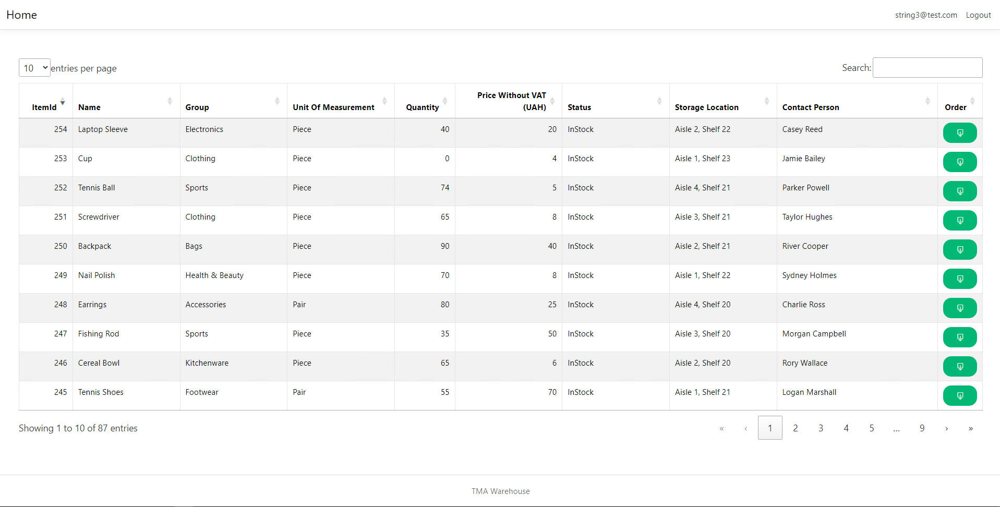 Home string3@test.com Logout
10 entries per page Search:
Price Without VAT
ItemId Name Group Unit Of Measurement Quantity (UAH) Status Storage Location Contact Person Order
254 Laptop Sleeve Electronics Piece 40 20 InStock Aisle 2, Shelf 22 Casey Reed
253 Cup Clothing Piece 0 4 InStock Aisle 1, Shelf 23 Jamie Bailey
252 Tennis Ball Sports Piece 74 5 InStock Aisle 4, Shelf 21 Parker Powell
251 Screwdriver Clothing Piece 65 8 InStock Aisle 3, Shelf 21 Taylor Hughes
250 Backpack Bags Piece 90 40 InStock Aisle 2, Shelf 21 River Cooper
249 Nail Polish Health & Beauty Piece 70 8 InStock Aisle 1, Shelf 22 Sydney Holmes
248 Earrings Accessories Pair 80 25 InStock Aisle 4, Shelf 20 Charlie Ross
247 Fishing Rod Sports Piece 35 50 InStock Aisle 3, Shelf 20 Morgan Campbell
246 Cereal Bowl Kitchenware Piece 65 6 InStock Aisle 2, Shelf 20 Rory Wallace
245 Tennis Shoes Footwear Pair 55 70 InStock Aisle 1, Shelf 21 Logan Marshall
Showing 1 to 10 of 87 entries « ‹ 1 2 3 4 5 … 9 › »
TMA Warehouse